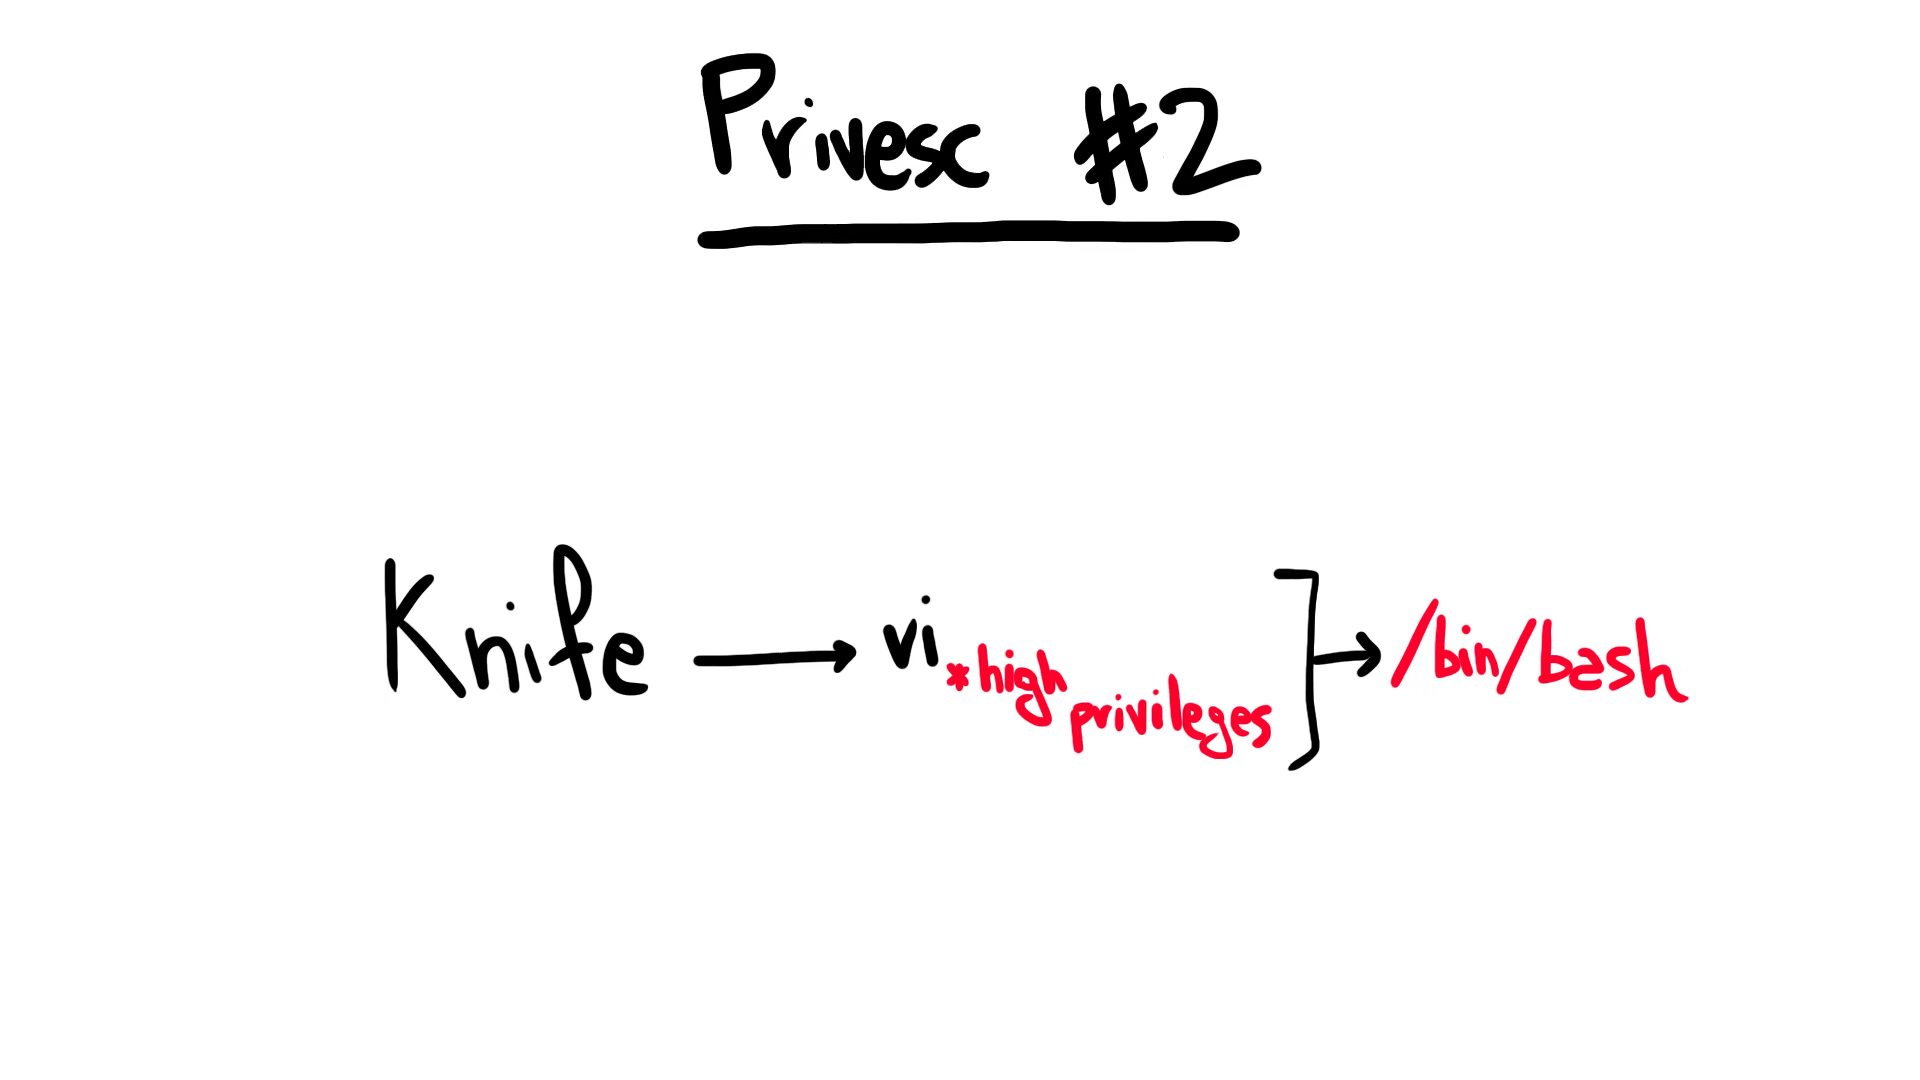 Privesc #2
Knife → vi *high privileges ] → /bin/bash